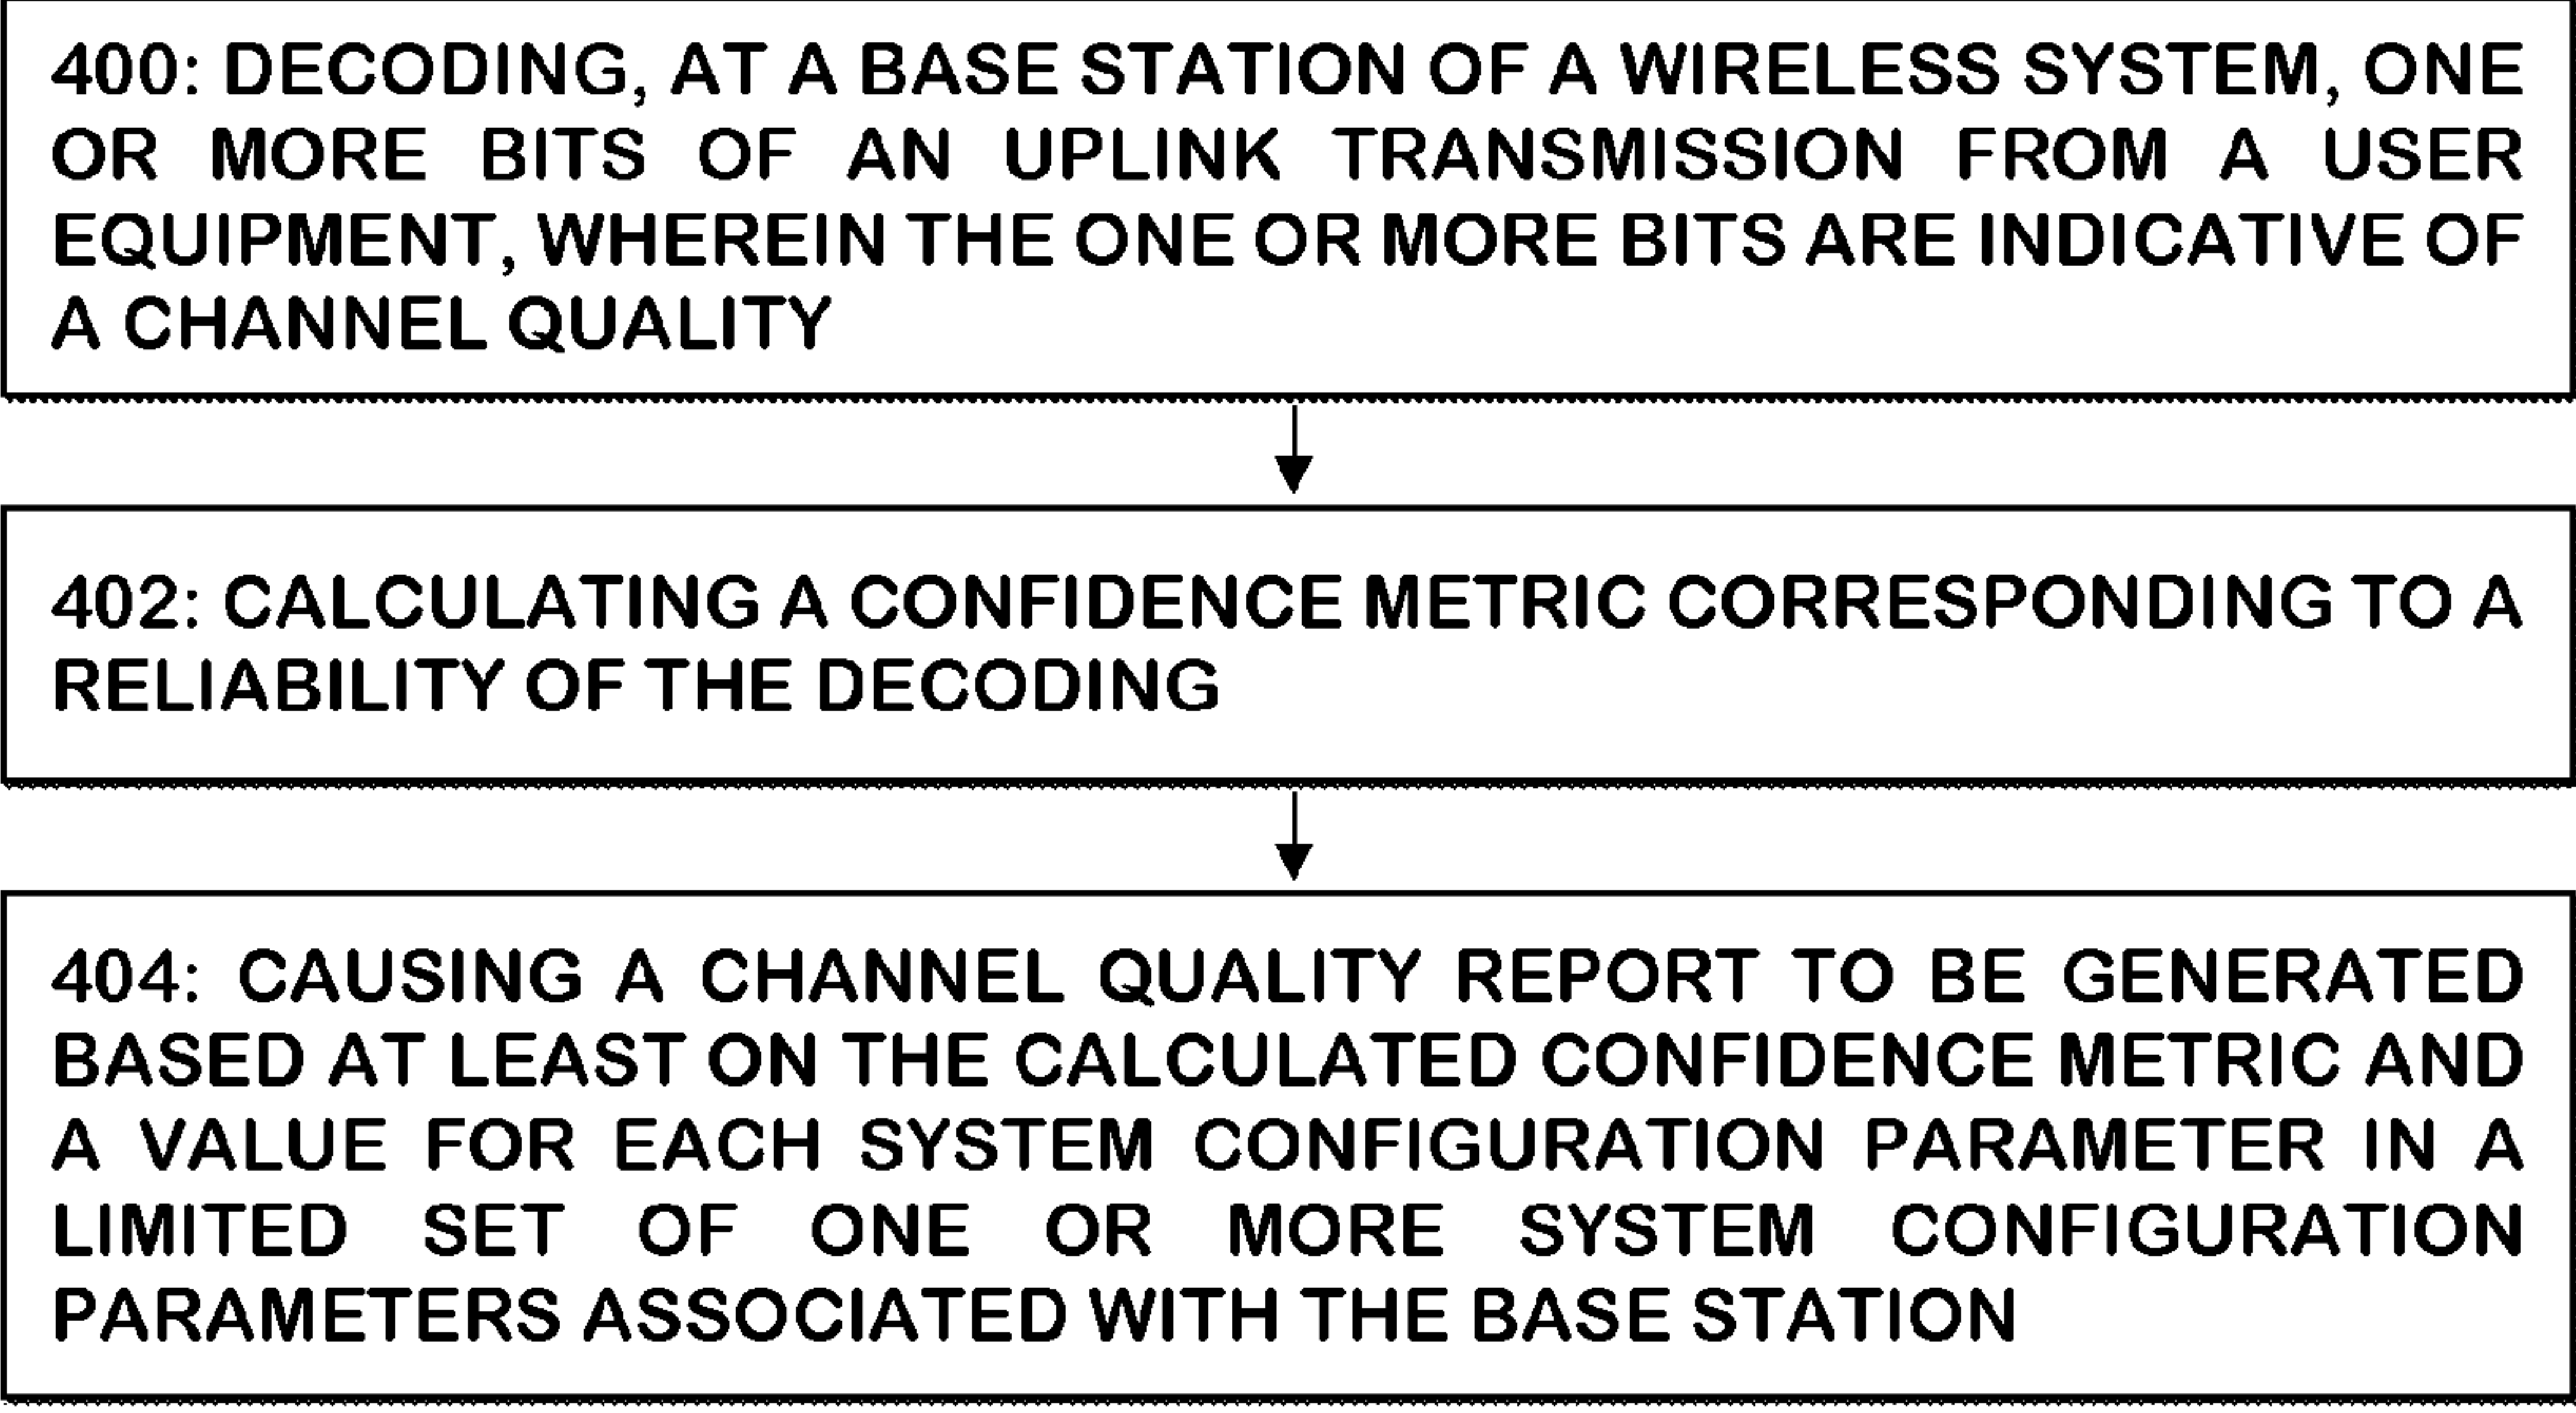 400: DECODING, AT A BASE STATION OF A WIRELESS SYSTEM, ONE
OR MORE BITS OF AN UPLINK TRANSMISSION FROM A USER
EQUIPMENT, WHEREIN THE ONE OR MORE BITS ARE INDICATIVE OF
A CHANNEL QUALITY
402: CALCULATING A CONFIDENCE METRIC CORRESPONDING TO A
RELIABILITY OF THE DECODING
404: CAUSING A CHANNEL QUALITY REPORT TO BE GENERATED
BASED AT LEAST ON THE CALCULATED CONFIDENCE METRIC AND
A VALUE FOR EACH SYSTEM CONFIGURATION PARAMETER IN A
LIMITED SET OF ONE OR MORE SYSTEM CONFIGURATION
PARAMETERS ASSOCIATED WITH THE BASE STATION